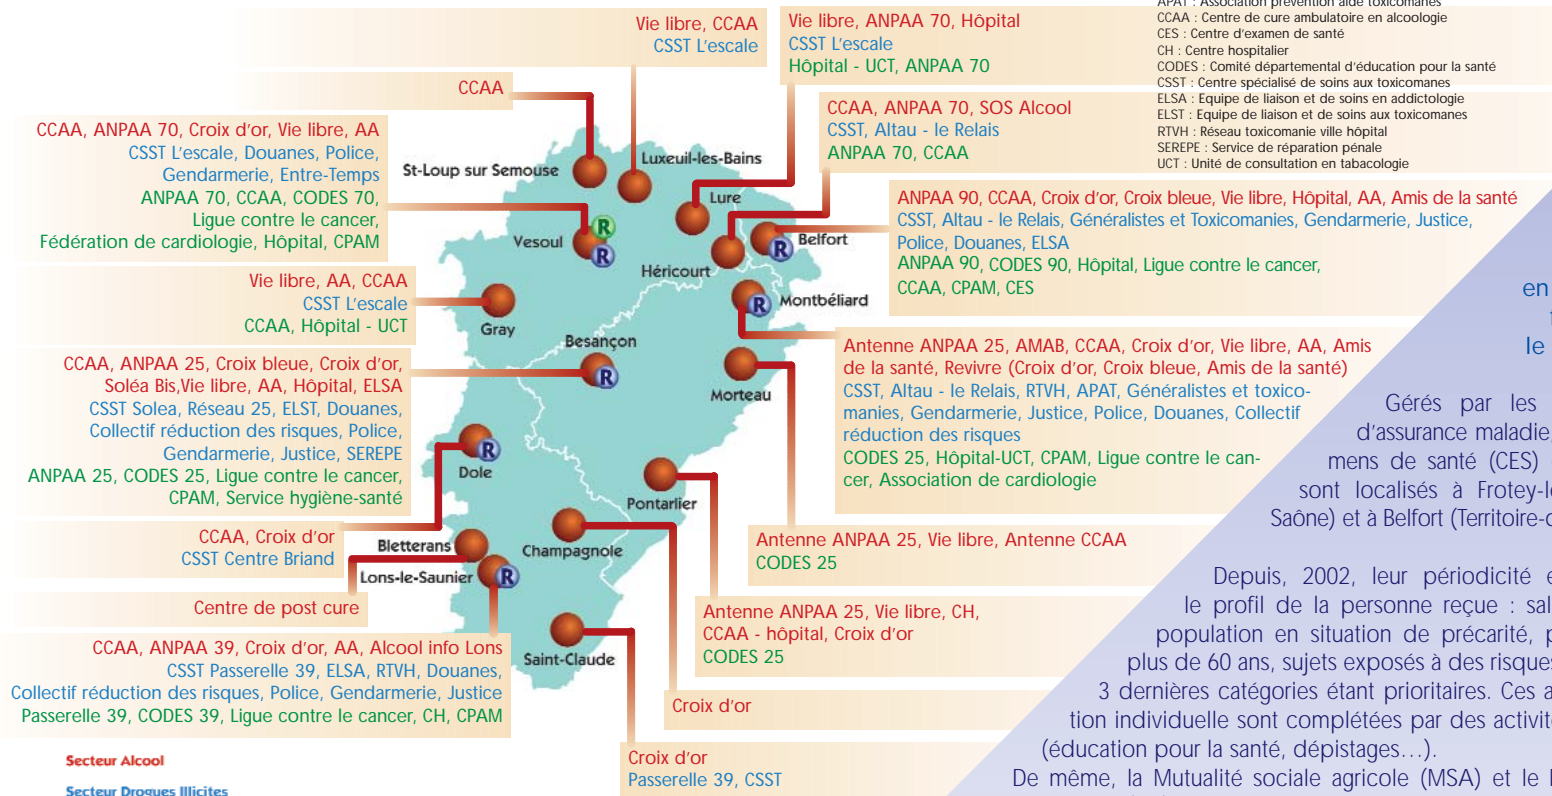 Vie libre, CCAA
CSST L'escale
Vie libre, ANPAA 70, Hôpital
CSST L'escale
Hôpital - UCT, ANPAA 70
APAT : Association prévention aide toxicomanes
CCAA : Centre de cure ambulatoire en alcoologie
CES : Centre d'examen de santé
CH : Centre hospitalier
CODES : Comité départemental d'éducation pour la santé
CSST : Centre spécialisé de soins aux toxicomanes
ELSA : Equipe de liaison et de soins en addictologie
ELST : Equipe de liaison et de soins aux toxicomanes
RTVH : Réseau toxicomanie ville hôpital
SEREPE : Service de réparation pénale
UCT : Unité de consultation en tabacologie
CCAA
CCAA, ANPAA 70, SOS Alcool
CSST, Altau - le Relais
ANPAA 70, CCAA
CCAA, ANPAA 70, Croix d'or, Vie libre, AA
CSST L'escale, Douanes, Police,
Gendarmerie, Entre-Temps
ANPAA 70, CCAA, CODES 70,
Ligue contre le cancer,
Fédération de cardiologie, Hôpital, CPAM
St-Loup sur Semouse
Luxeuil-les-Bains
Lure
R
Vesoul
R
Belfort
R
Héricourt
ANPAA 90, CCAA, Croix d'or, Croix bleue, Vie libre, Hôpital, AA, Amis de la santé
CSST, Altau - le Relais, Généralistes et Toxicomanies, Gendarmerie, Justice,
Police, Douanes, ELSA
ANPAA 90, CODES 90, Hôpital, Ligue contre le cancer,
CCAA, CPAM, CES
Vie libre, AA, CCAA
CSST L'escale
CCAA, Hôpital - UCT
Gray
Montbéliard
R
Besançon
R
Morteau
en
le
Antenne ANPAA 25, AMAB, CCAA, Croix d'or, Vie libre, AA, Amis
de la santé, Revivre (Croix d'or, Croix bleue, Amis de la santé)
CSST, Altau - le Relais, RTVH, APAT, Généralistes et toxico-
manies, Gendarmerie, Justice, Police, Douanes, Collectif
réduction des risques
CODES 25, Hôpital-UCT, CPAM, Ligue contre le can-
cer, Association de cardiologie
CCAA, ANPAA 25, Croix bleue, Croix d'or,
Soléa Bis,Vie libre, AA, Hôpital, ELSA
CSST Solea, Réseau 25, ELST, Douanes,
Collectif réduction des risques, Police,
Gendarmerie, Justice, SEREPE
ANPAA 25, CODES 25, Ligue contre le cancer,
CPAM, Service hygiène-santé
R
Dole
Pontarlier
Gérés par les
d'assurance maladie,
mens de santé (CES)
sont localisés à Frotey-l
Saône) et à Belfort (Territoire-d
CCAA, Croix d'or
CSST Centre Briand
Bletterans
Champagnole
Lons-le-Saunier
R
Antenne ANPAA 25, Vie libre, Antenne CCAA
CODES 25
Centre de post cure
Antenne ANPAA 25, Vie libre, CH,
CCAA - hôpital, Croix d'or
CODES 25
Depuis, 2002, leur périodicité e
le profil de la personne reçue : sal
population en situation de précarité, p
plus de 60 ans, sujets exposés à des risques
3 dernières catégories étant prioritaires. Ces a
tion individuelle sont complétées par des activit
(éducation pour la santé, dépistages…).
De même, la Mutualité sociale agricole (MSA) et le
CCAA, ANPAA 39, Croix d'or, AA, Alcool info Lons
CSST Passerelle 39, ELSA, RTVH, Douanes,
Collectif réduction des risques, Police, Gendarmerie, Justice
Passerelle 39, CODES 39, Ligue contre le cancer, CH, CPAM
Saint-Claude
Croix d'or
Croix d'or
Passerelle 39, CSST
Secteur Alcool
Secteur Drogues Illicites